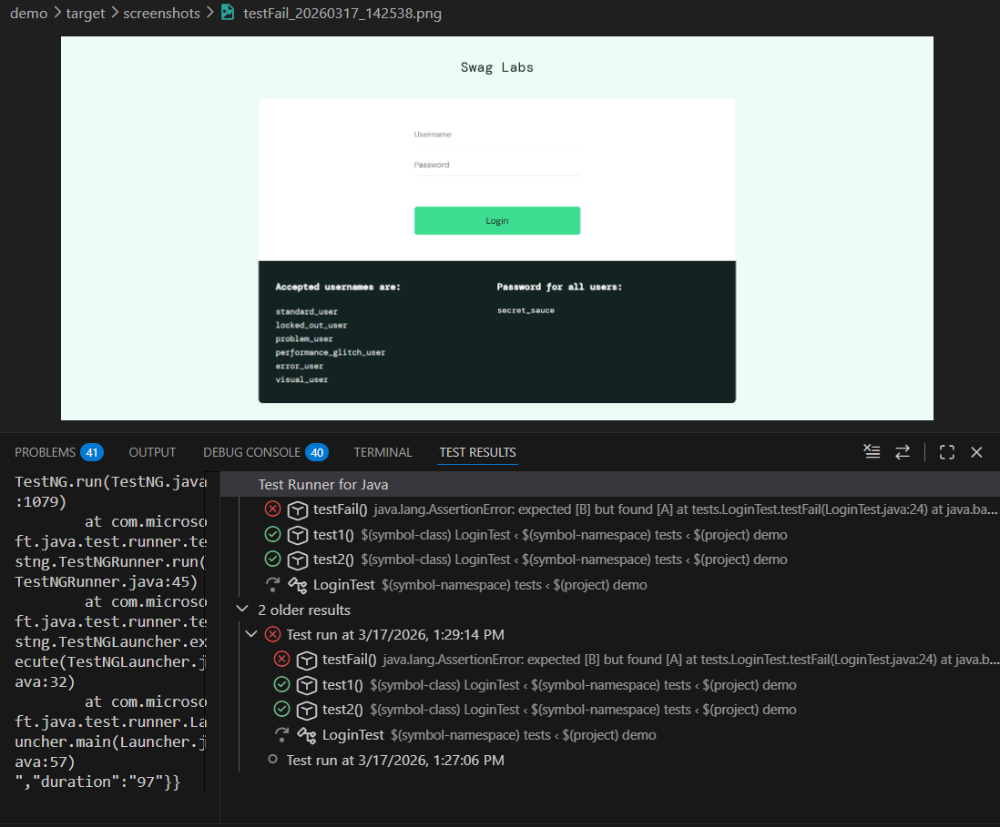 demo > target > screenshots > testFail_20260317_142538.png
Swag Labs
Username
Password
Login
Accepted usernames are:
standard_user
locked_out_user
problem_user
performance_glitch_user
error_user
visual_user
Password for all users:
secret_sauce
PROBLEMS 41 OUTPUT DEBUG CONSOLE 40 TERMINAL TEST RESULTS
TestNG.run(TestNG.java
:1079)
at com.microso
ft.java.test.runner.te
stng.TestNGRunner.run(
TestNGRunner.java:45)
at com.microso
ft.java.test.runner.te
stng.TestNGLauncher.ex
ecute(TestNGLauncher.j
ava:32)
at com.microso
ft.java.test.runner.La
uncher.main(Launcher.j
ava:57)
","duration":"97"}}
Test Runner for Java
testFail() java.lang.AssertionError: expected [B] but found [A] at tests.LoginTest.testFail(LoginTest.java:24) at java.ba...
test1() $(symbol-class) LoginTest ‹ $(symbol-namespace) tests ‹ $(project) demo
test2() $(symbol-class) LoginTest ‹ $(symbol-namespace) tests ‹ $(project) demo
LoginTest $(symbol-namespace) tests ‹ $(project) demo
2 older results
Test run at 3/17/2026, 1:29:14 PM
testFail() java.lang.AssertionError: expected [B] but found [A] at tests.LoginTest.testFail(LoginTest.java:24) at java.b...
test1() $(symbol-class) LoginTest ‹ $(symbol-namespace) tests ‹ $(project) demo
test2() $(symbol-class) LoginTest ‹ $(symbol-namespace) tests ‹ $(project) demo
LoginTest $(symbol-namespace) tests ‹ $(project) demo
Test run at 3/17/2026, 1:27:06 PM